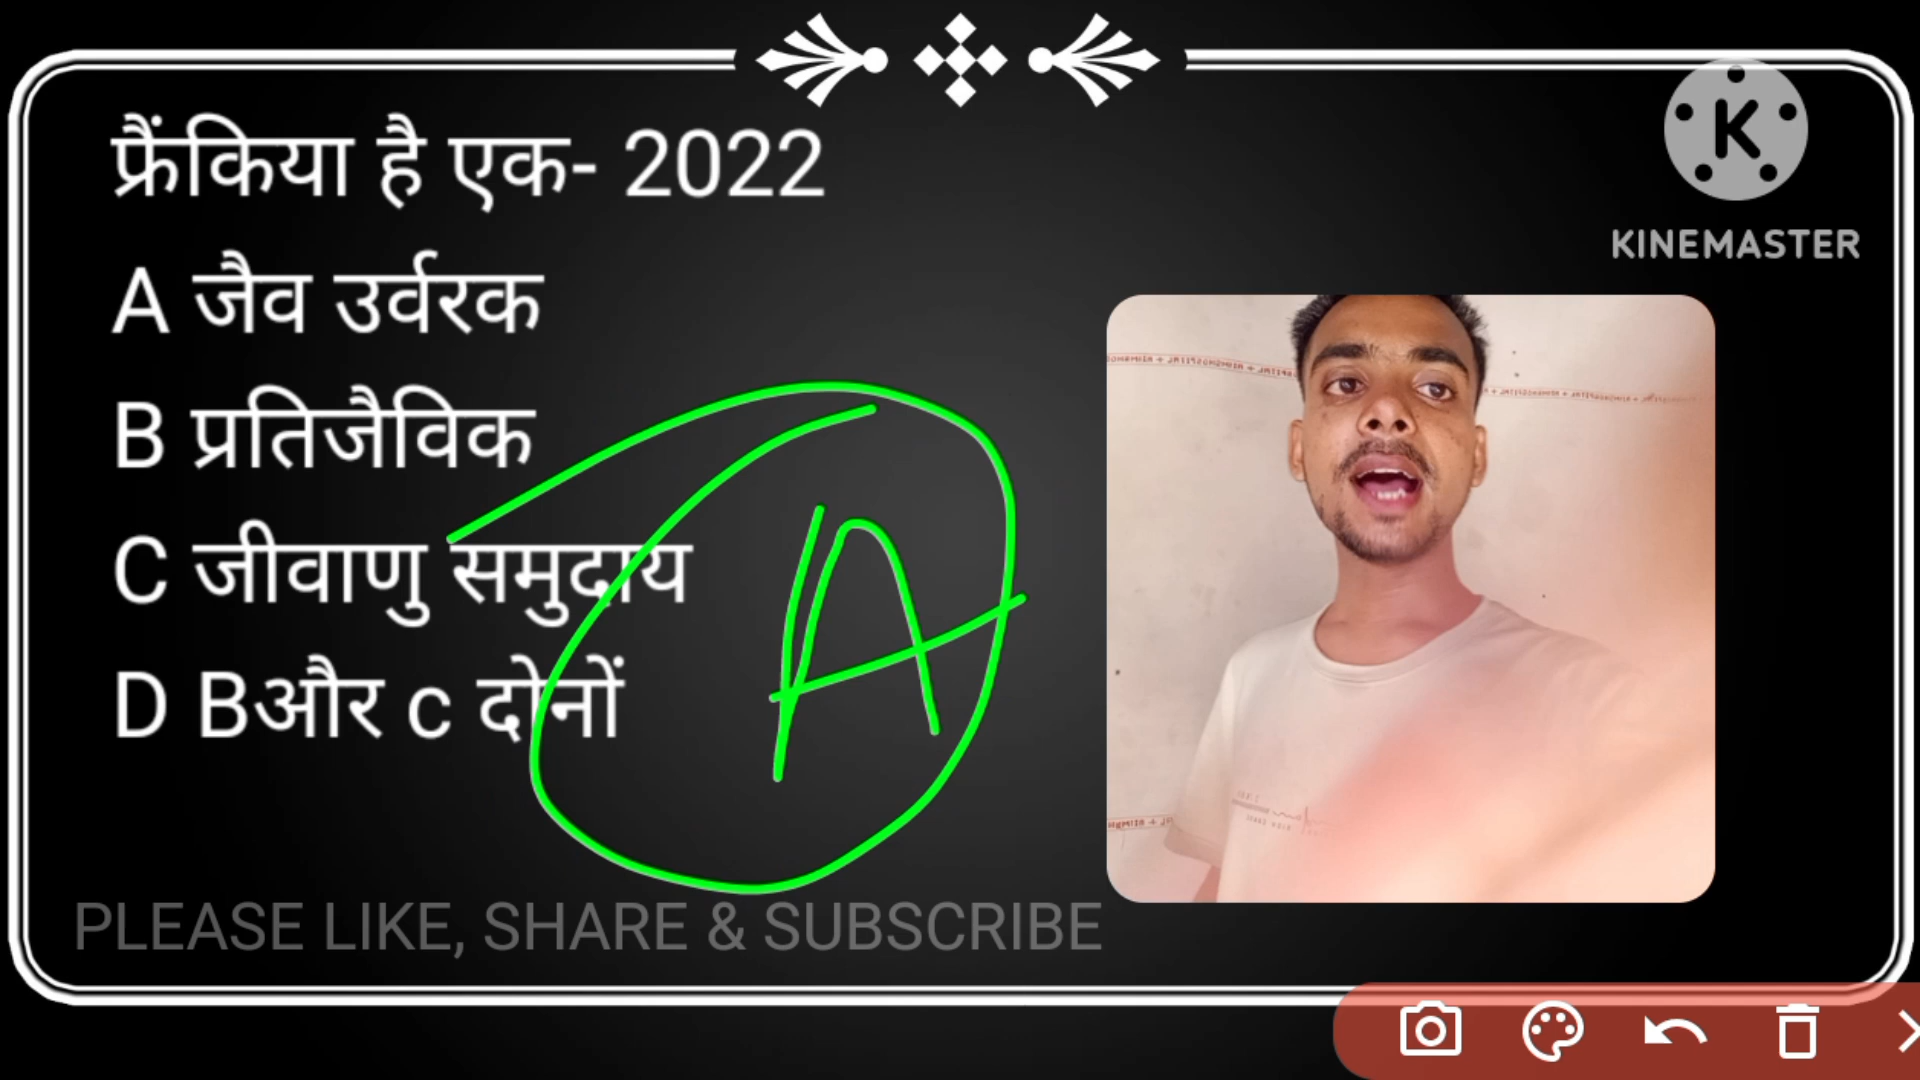 फ्रैंकिया है एक- 2022
A जैव उर्वरक
B प्रतिजैविक
C जीवाणु समुदाय
D Bऔर c दोनों
A
PLEASE LIKE, SHARE & SUBSCRIBE
K
KINEMASTER